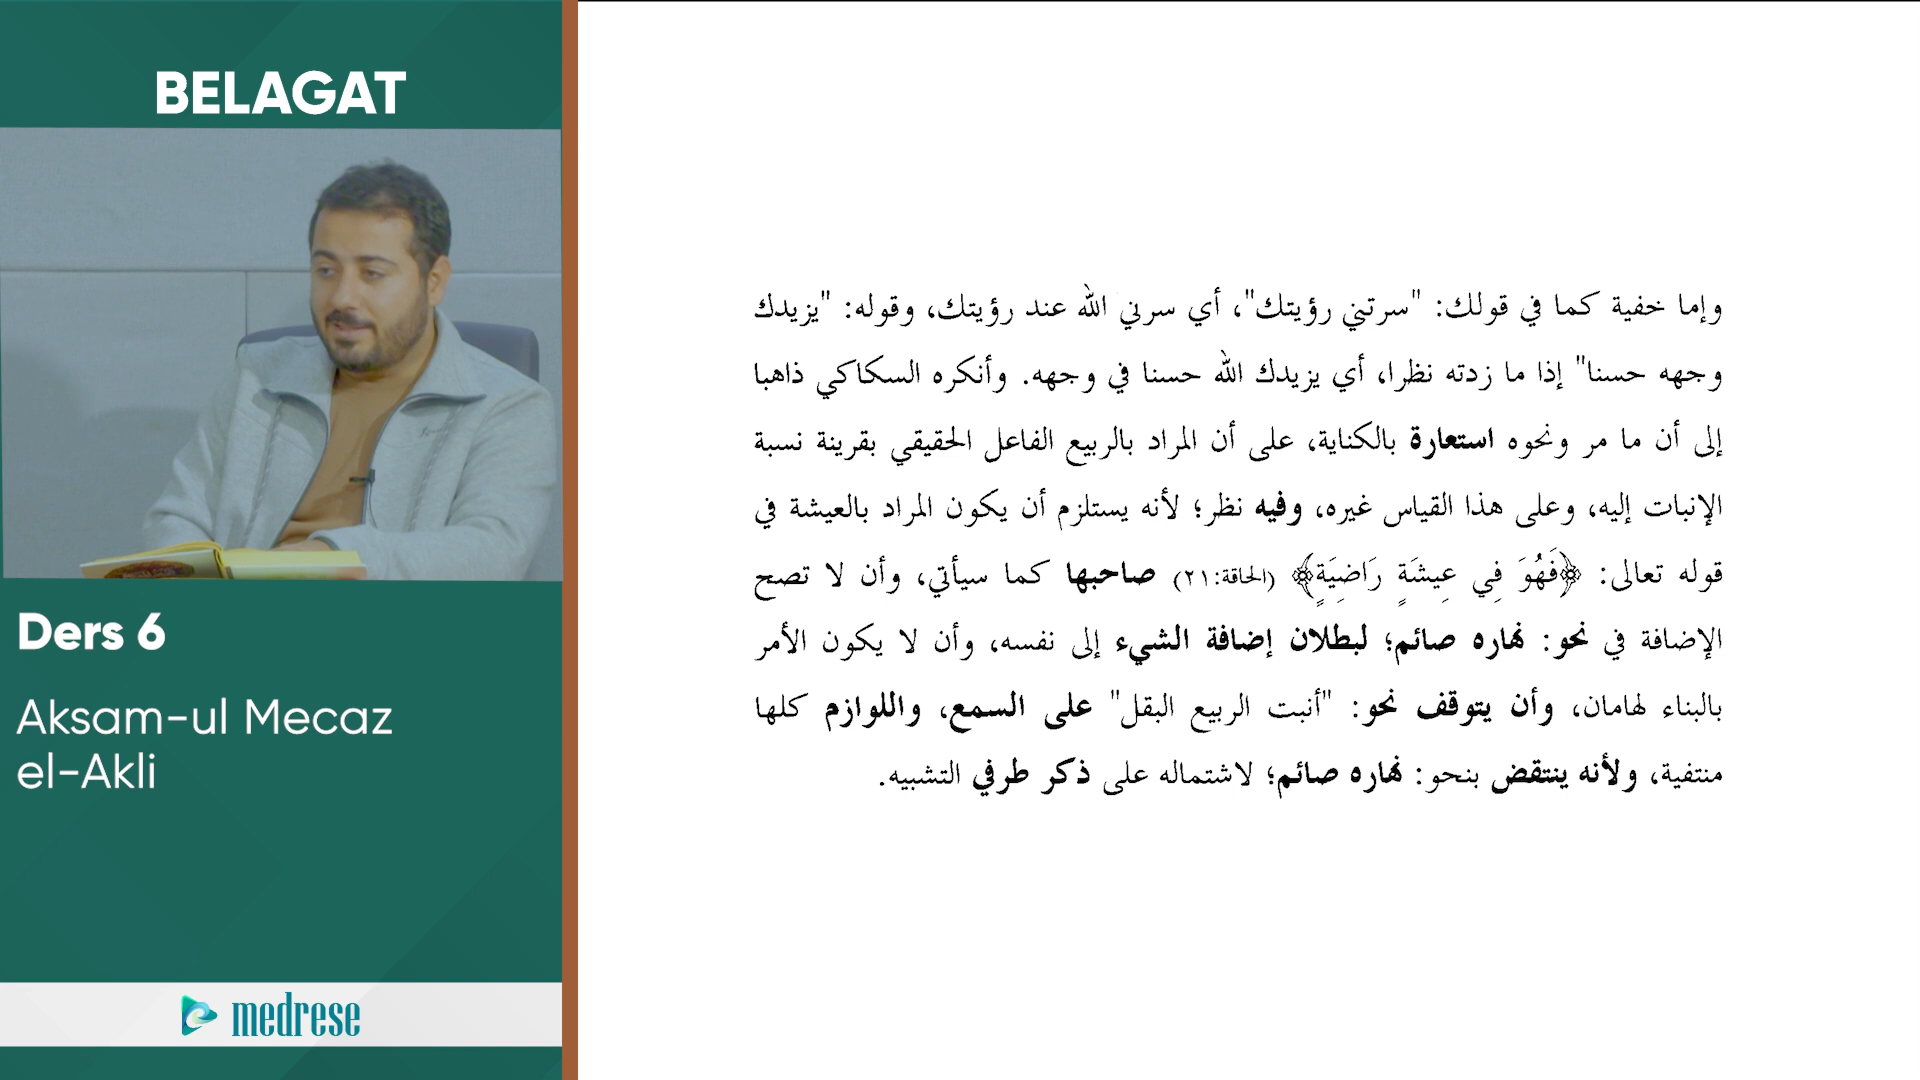 BELAGAT
Ders 6
Aksam-ul Mecaz
el-Akli
medrese
وإما خفية كما في قولك: "سرتني رؤيتك"، أي سرني الله عند رؤيتك، وقوله: "يزيدك
وجهه حسنا" إذا ما زدته نظرا، أي يزيدك الله حسنا في وجهه. وأنكره السكاكي ذاهبا
إلى أن ما مر ونحوه استعارة بالكناية، على أن المراد بالربيع الفاعل الحقيقي بقرينة نسبة
الإنبات إليه، وعلى هذا القياس غيره، وفيه نظر؛ لأنه يستلزم أن يكون المراد بالعيشة في
قوله تعالى: ﴿فَهُوَ فِي عِيشَةٍ رَاضِيَةٍ﴾ (الحاقة:٢١) صاحبها كما سيأتي، وأن لا تصح
الإضافة في نحو: نهاره صائم؛ لبطلان إضافة الشيء إلى نفسه، وأن لا يكون الأمر
بالبناء لهامان، وأن يتوقف نحو: "أنبت الربيع البقل" على السمع، واللوازم كلها
منتفية، ولأنه ينتقض بنحو: نهاره صائم؛ لاشتماله على ذكر طرفي التشبيه.